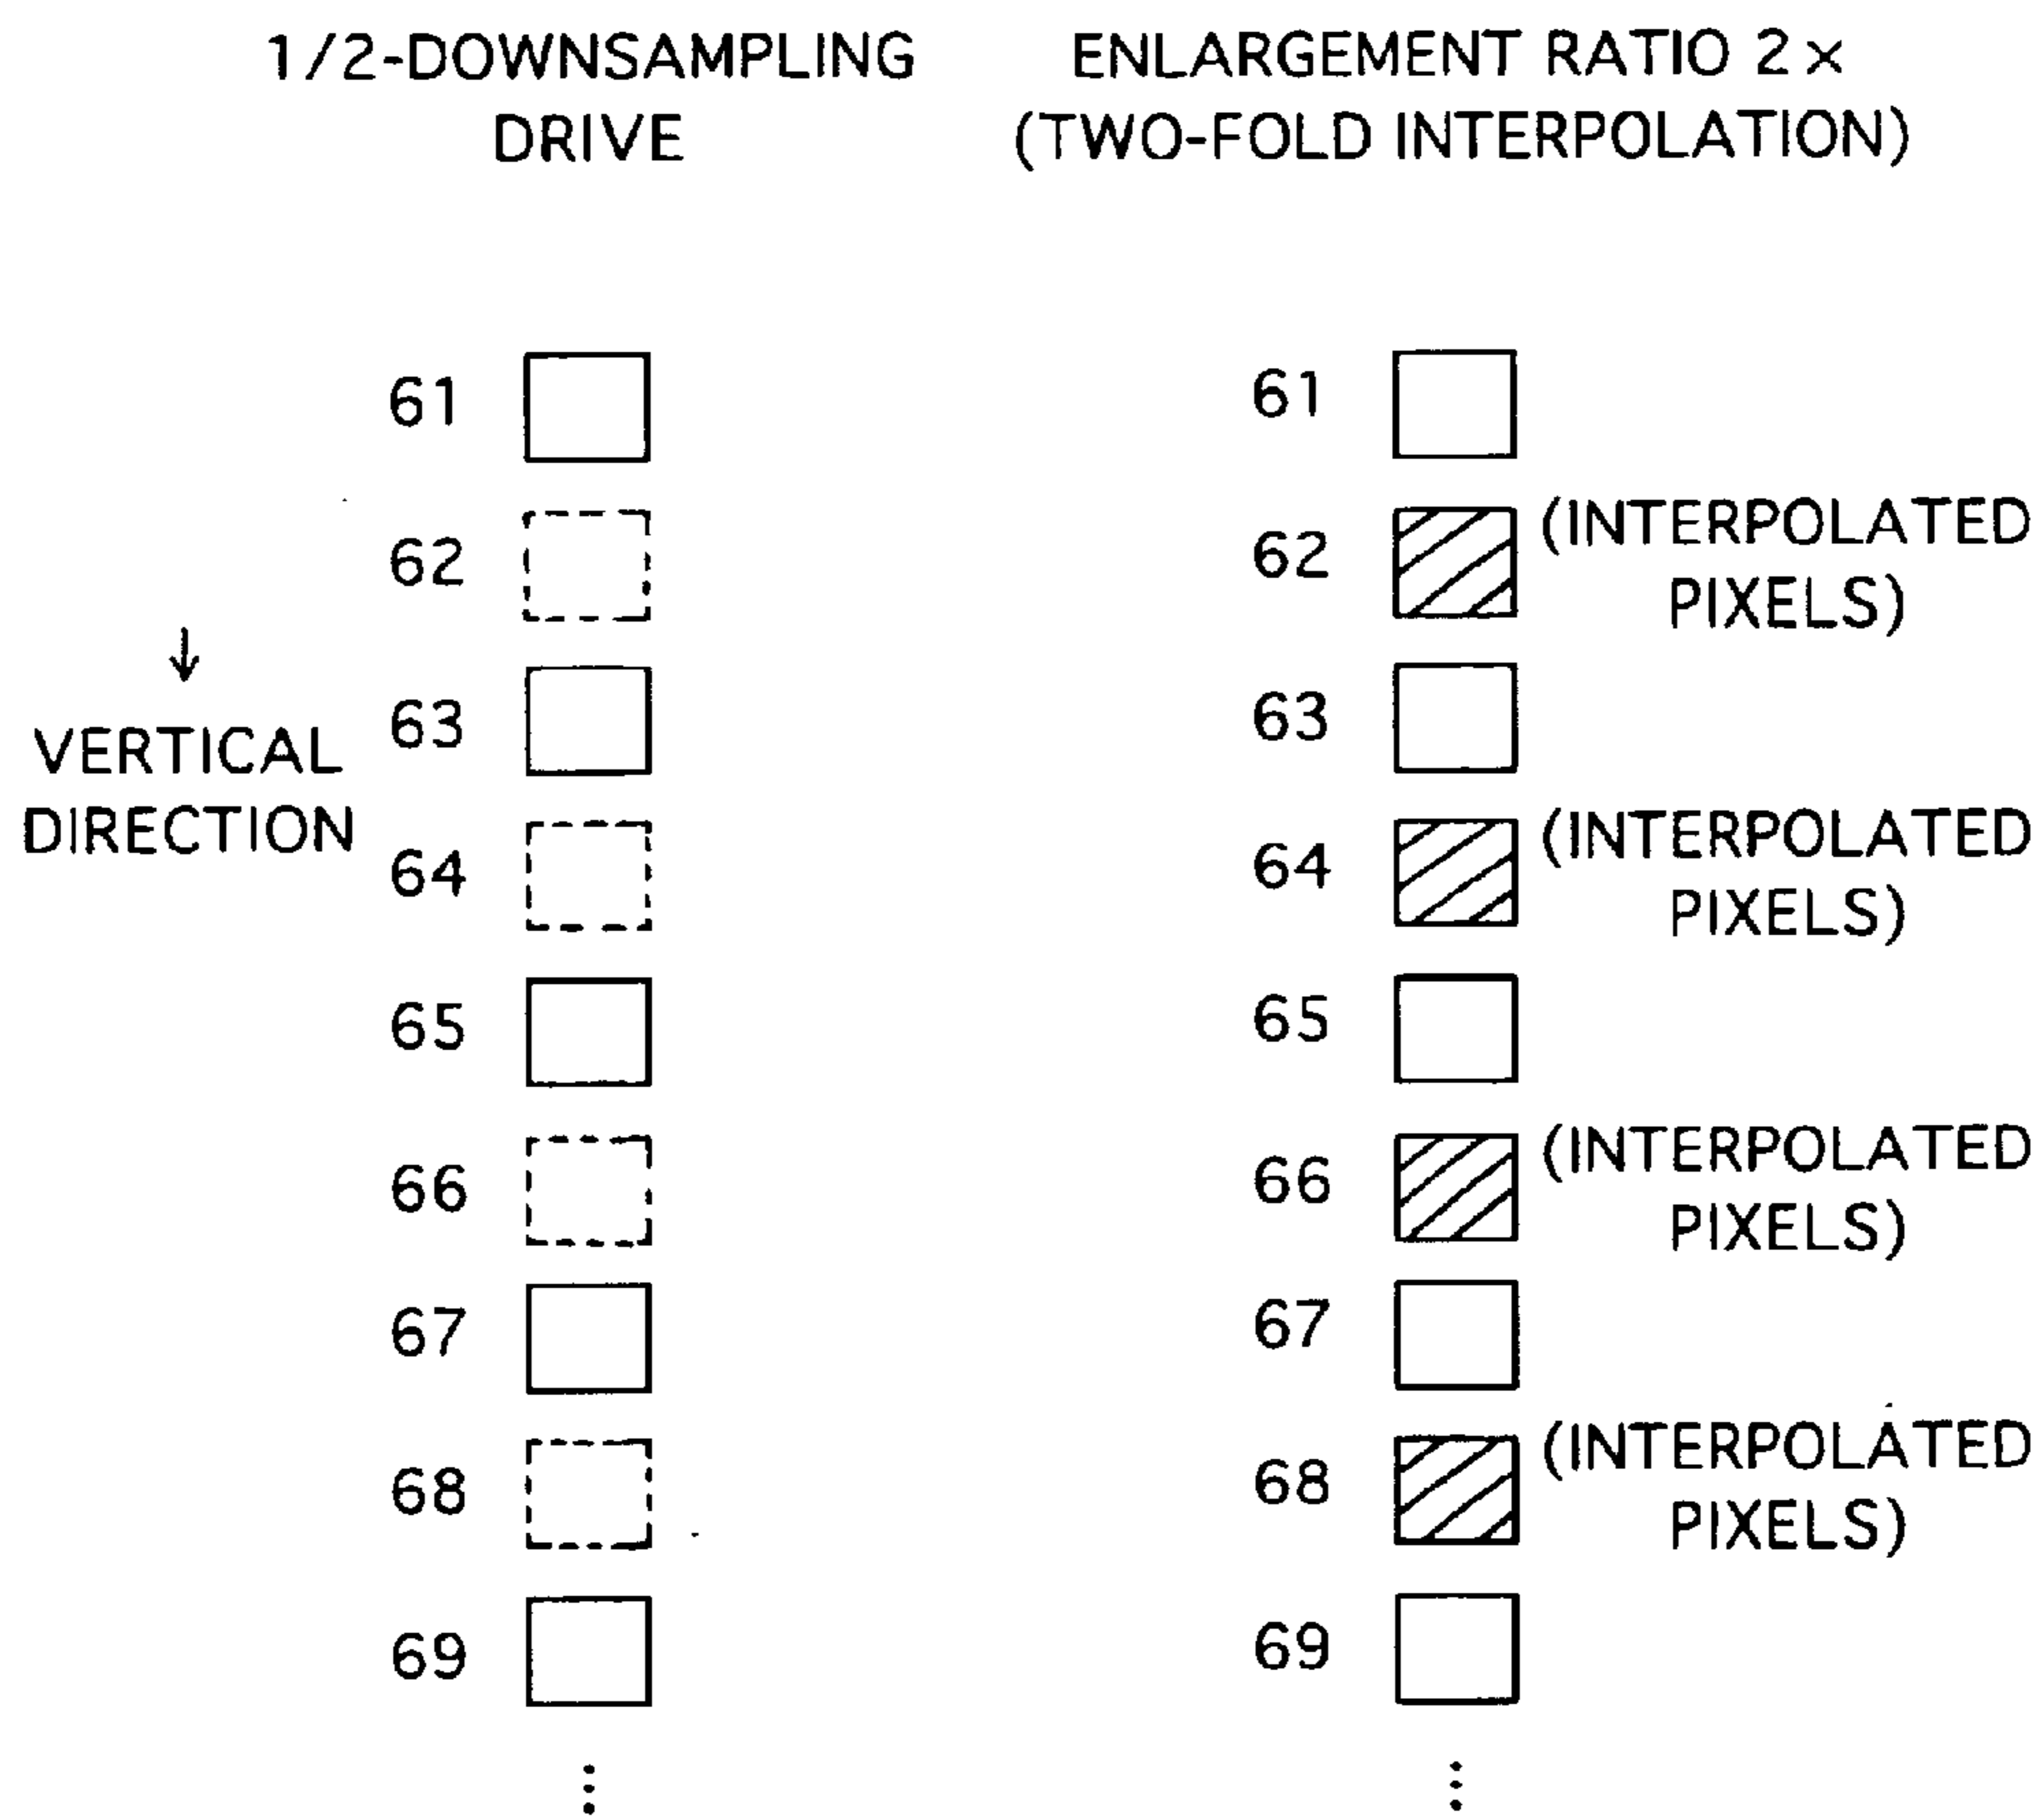 1/2-DOWNSAMPLING
DRIVE
ENLARGEMENT RATIO 2×
(TWO-FOLD INTERPOLATION)
61
61
62
62
(INTERPOLATED
PIXELS)
↓
VERTICAL
DIRECTION
63
63
64
64
(INTERPOLATED
PIXELS)
65
65
66
66
(INTERPOLATED
PIXELS)
67
67
68
68
(INTERPOLATED
PIXELS)
69
69
⋮
⋮